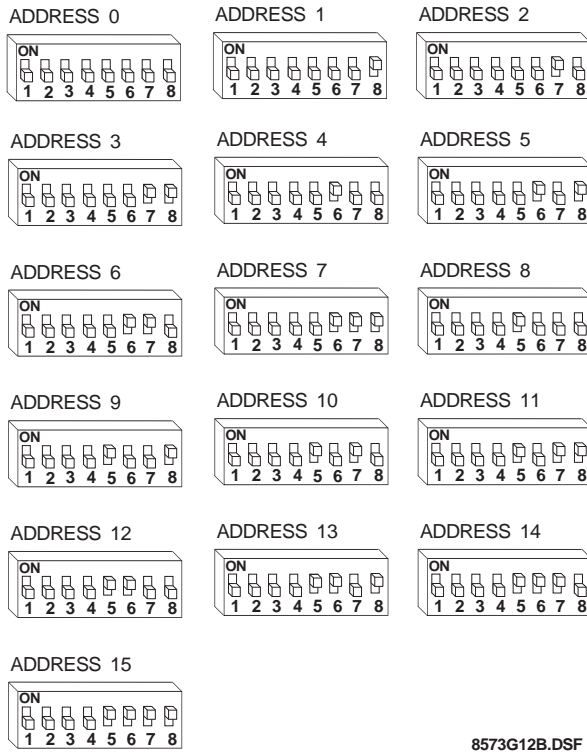 ADDRESS 0 ADDRESS 1 ADDRESS 2
ON ON ON
1 2 3 4 5 6 7 8 1 2 3 4 5 6 7 8 1 2 3 4 5 6 7 8
ADDRESS 3 ADDRESS 4 ADDRESS 5
ON ON ON
1 2 3 4 5 6 7 8 1 2 3 4 5 6 7 8 1 2 3 4 5 6 7 8
ADDRESS 6 ADDRESS 7 ADDRESS 8
ON ON ON
1 2 3 4 5 6 7 8 1 2 3 4 5 6 7 8 1 2 3 4 5 6 7 8
ADDRESS 9 ADDRESS 10 ADDRESS 11
ON ON ON
1 2 3 4 5 6 7 8 1 2 3 4 5 6 7 8 1 2 3 4 5 6 7 8
ADDRESS 12 ADDRESS 13 ADDRESS 14
ON ON ON
1 2 3 4 5 6 7 8 1 2 3 4 5 6 7 8 1 2 3 4 5 6 7 8
ADDRESS 15
ON
1 2 3 4 5 6 7 8
8573G12B.DSF